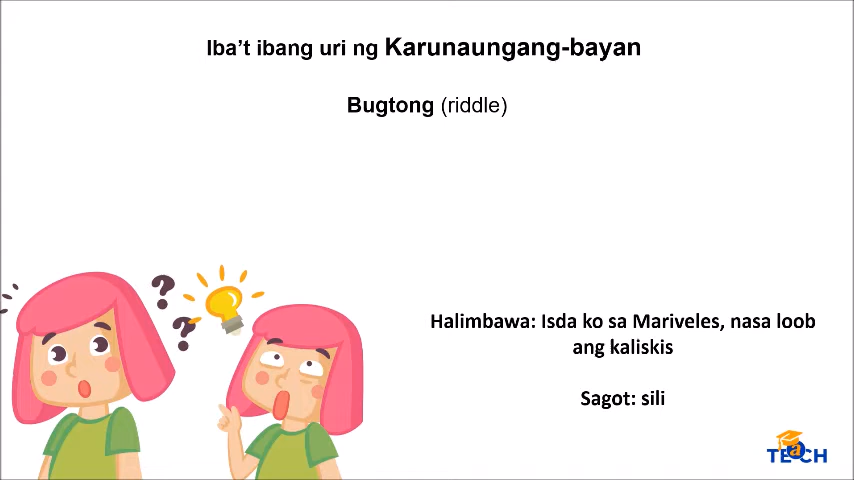 Iba't ibang uri ng Karunaungang-bayan
Bugtong (riddle)
? ?
Halimbawa: Isda ko sa Mariveles, nasa loob
ang kaliskis
Sagot: sili
TEaCH